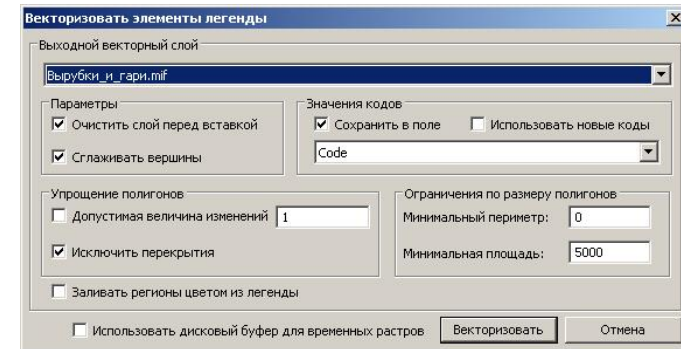 Векторизовать элементы легенды
Выходной векторный слой
Вырубки_и_гари.mif
Параметры
Очистить слой перед вставкой
Сглаживать вершины
Значения кодов
Сохранить в поле
Использовать новые коды
Code
Упрощение полигонов
Допустимая величина изменений
1
Исключить перекрытия
Ограничения по размеру полигонов
Минимальный периметр:
0
Минимальная площадь:
5000
Заливать регионы цветом из легенды
Использовать дисковый буфер для временных растров
Векторизовать
Отмена